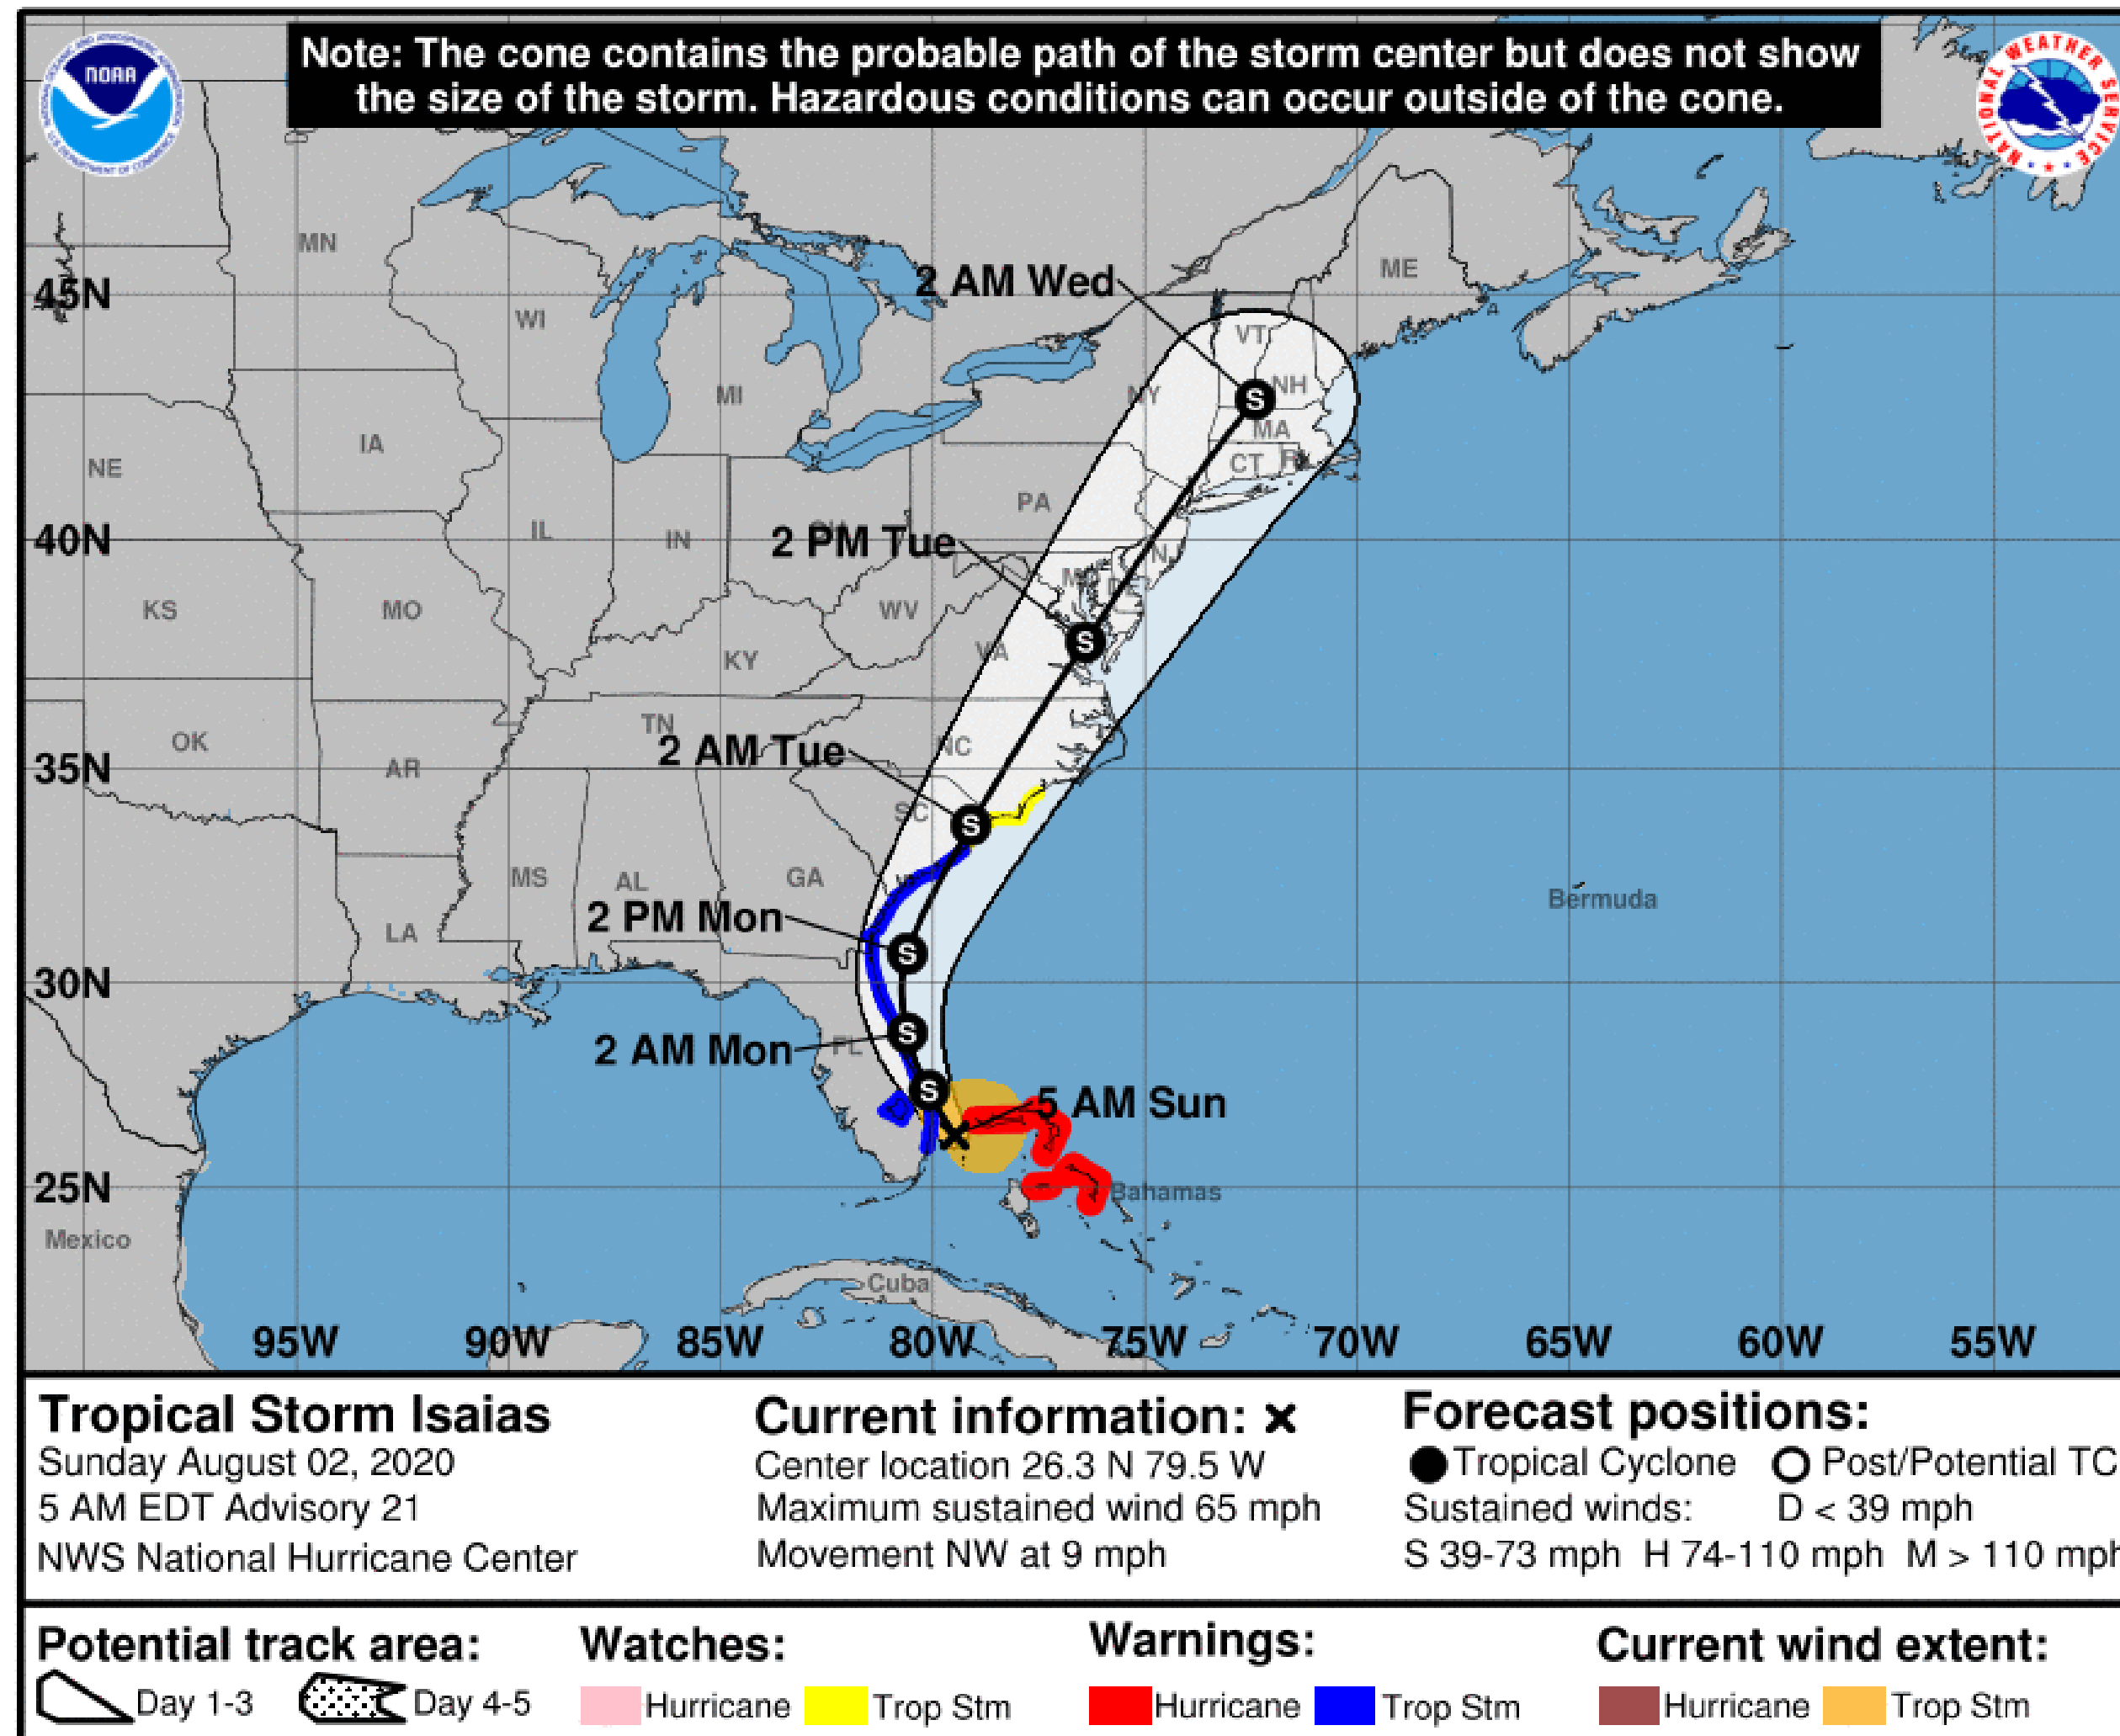 Note: The cone contains the probable path of the storm center but does not show
the size of the storm. Hazardous conditions can occur outside of the cone.
NOAA
NATIONAL WEATHER SERVICE
MN
ME
2 AM Wed
45N
WI
VT
MI
NY
NH
IA
MA
NE
CT
RI
PA
IL
IN
OH
2 PM Tue
40N
NJ
MD
DE
KS
MO
WV
S
VA
KY
TN
OK
NC
2 AM Tue
35N
AR
SC
S
MS
AL
GA
Bermuda
2 PM Mon
LA
S
30N
S
2 AM Mon
FL
S
5 AM Sun
25N
Bahamas
Mexico
Cuba
95W 90W 85W 80W 75W 70W 65W 60W 55W
Tropical Storm Isaias
Sunday August 02, 2020
5 AM EDT Advisory 21
NWS National Hurricane Center
Current information: x
Center location 26.3 N 79.5 W
Maximum sustained wind 65 mph
Movement NW at 9 mph
Forecast positions:
Tropical Cyclone Post/Potential TC
Sustained winds: D < 39 mph
S 39-73 mph H 74-110 mph M > 110 mph
Potential track area:
Day 1-3 Day 4-5
Watches:
Hurricane Trop Stm
Warnings:
Hurricane Trop Stm
Current wind extent:
Hurricane Trop Stm